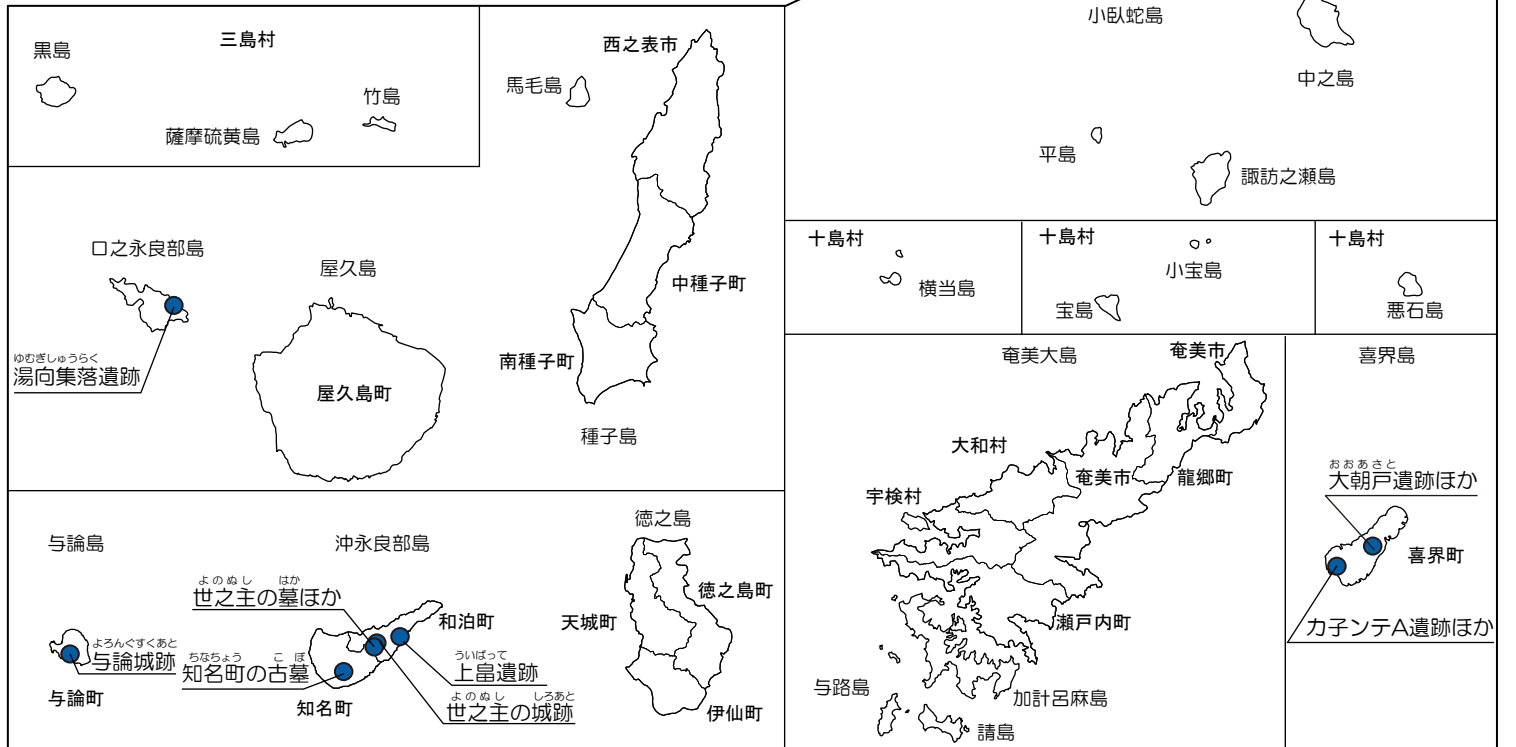 三島村
黒島
竹島
薩摩硫黄島
西之表市
馬毛島
中種子町
南種子町
種子島
口之永良部島
ゆむぎしゅうらく
湯向集落遺跡
屋久島
屋久島町
小臥蛇島
中之島
平島
諏訪之瀬島
十島村
横当島
十島村
小宝島
宝島
十島村
悪石島
与論島
よろんぐすくあと
与論城跡
与論町
沖永良部島
よのぬし はか
世之主の墓ほか
和泊町
ちなちょう こぼ
知名町の古墓
知名町
ういばって
上畠遺跡
よのぬし しろあと
世之主の城跡
徳之島
徳之島町
天城町
伊仙町
奄美大島
奄美市
大和村
奄美市
龍郷町
宇検村
瀬戸内町
加計呂麻島
与路島
請島
喜界島
おおあさと
大朝戸遺跡ほか
喜界町
カ子ンテA遺跡ほか